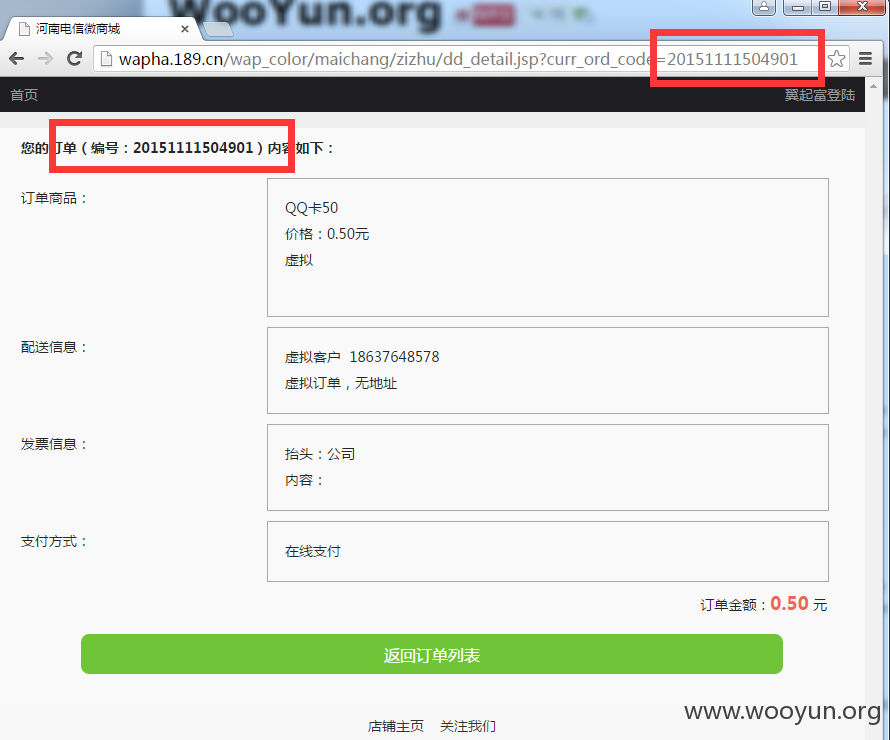 WooYun.org
河南电信微商城
wapha.189.cn/wap_color/maichang/zizhu/dd_detail.jsp?curr_ord_code=20151111504901
首页 翼起富登陆
您的订单（编号：20151111504901）内容如下：
订单商品：
QQ卡50
价格：0.50元
虚拟
配送信息：
虚拟客户 18637648578
虚拟订单，无地址
发票信息：
抬头：公司
内容：
支付方式：
在线支付
订单金额：0.50 元
返回订单列表
www.wooyun.org
店铺主页 关注我们